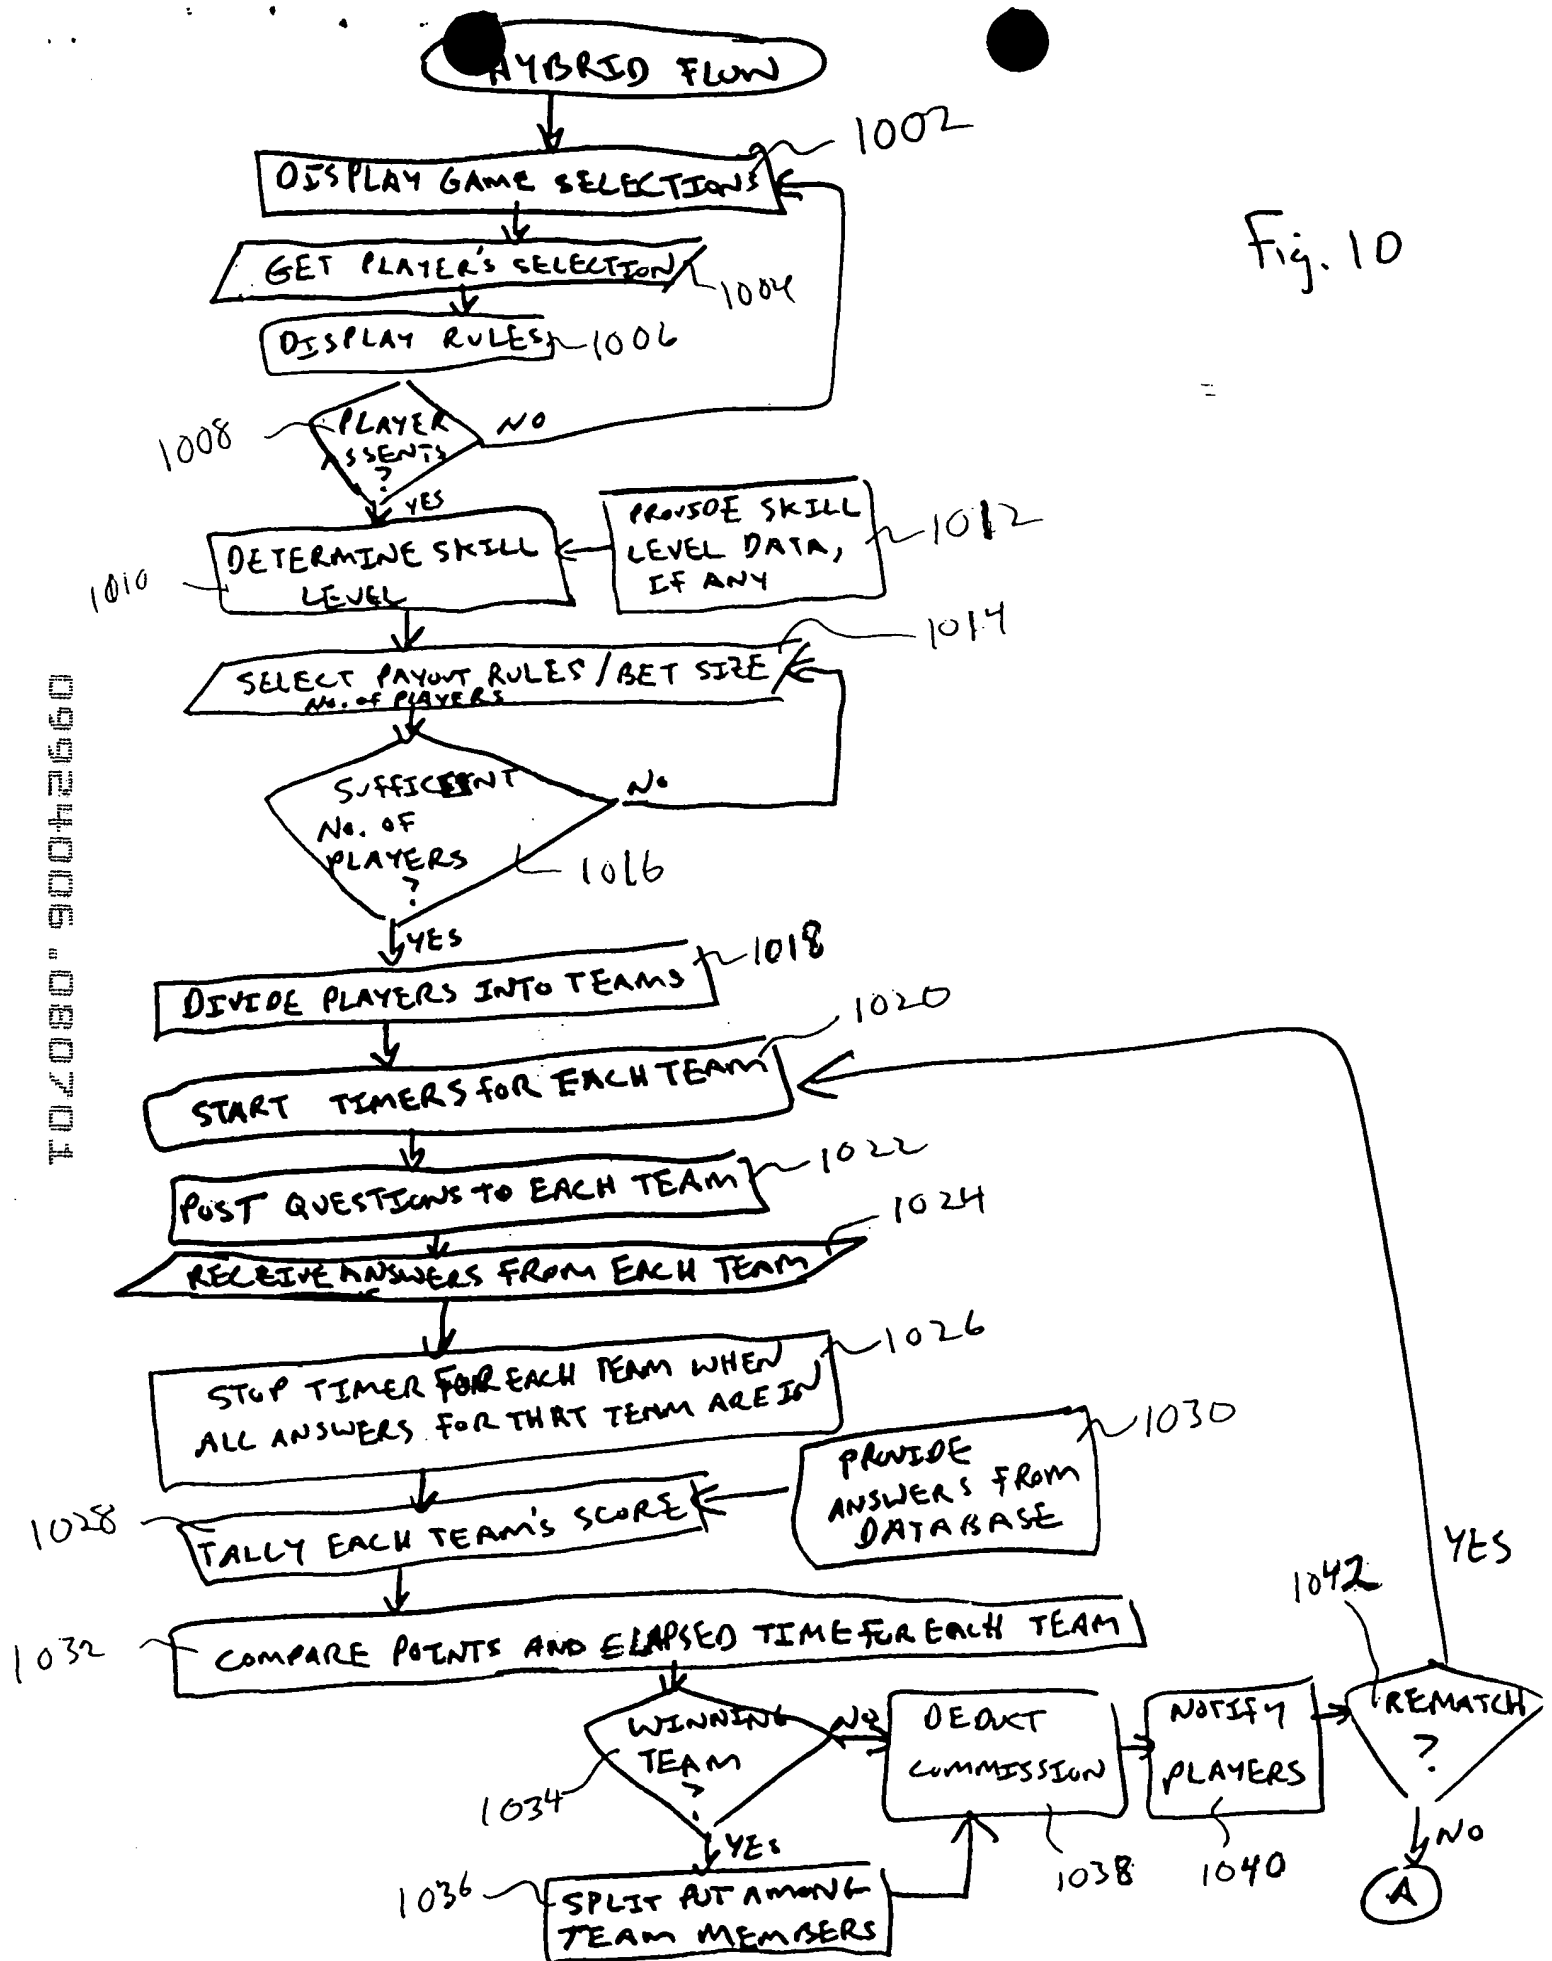 HYBRID FLOW
1002
DISPLAY GAME SELECTIONS
Fig. 10
GET PLAYER'S SELECTION
1004
DISPLAY RULES
1006
1008
PLAYER
ASSENTS
?
NO
YES
PROVIDE SKILL
LEVEL DATA,
IF ANY
1012
DETERMINE SKILL
LEVEL
1010
1014
SELECT PAYOUT RULES / BET SIZE
No. of PLAYERS
SUFFICIENT
No. OF
PLAYERS
?
No
1016
YES
1018
DIVIDE PLAYERS INTO TEAMS
1020
START TIMERS FOR EACH TEAM
1022
POST QUESTIONS TO EACH TEAM
1024
RECEIVE ANSWERS FROM EACH TEAM
1026
STOP TIMER FOR EACH TEAM WHEN
ALL ANSWERS FOR THAT TEAM ARE IN
1030
PROVIDE
ANSWERS FROM
DATABASE
1028
TALLY EACH TEAM'S SCORE
YES
1042
1032
COMPARE POINTS AND ELAPSED TIME FOR EACH TEAM
WINNING
TEAM
?
NO
1034
DEDUCT
COMMISSION
NOTIFY
PLAYERS
REMATCH
?
YES
1038
1040
NO
1036
SPLIT POT AMONG
TEAM MEMBERS
A
09924006.080701